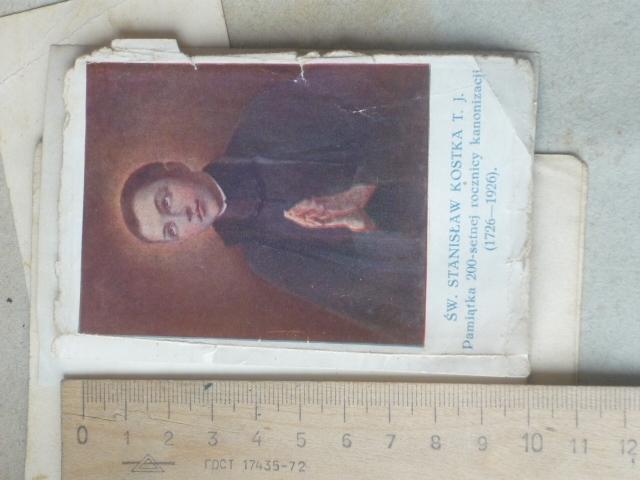 ŚW. STANISŁAW KOSTKA T. J.
Pamiątka 200-setnej rocznicy kanonizacji
(1726—1926).
0 1 2 3 4 5 6 7 8 9 10 11 12
ГОСТ 17435-72